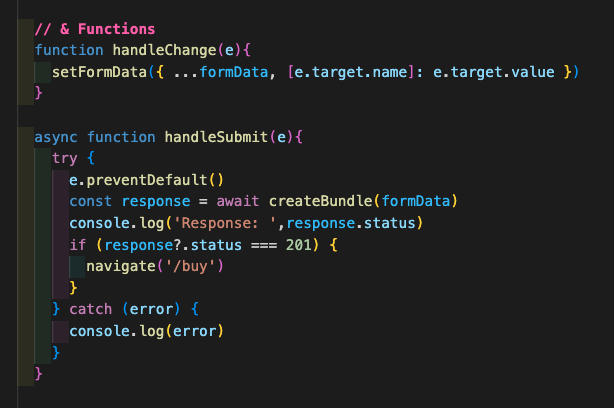 // & Functions
function handleChange(e){
  setFormData({ ...formData, [e.target.name]: e.target.value })
}

async function handleSubmit(e){
  try {
    e.preventDefault()
    const response = await createBundle(formData)
    console.log('Response: ',response.status)
    if (response?.status === 201) {
      navigate('/buy')
    }
  } catch (error) {
    console.log(error)
  }
}